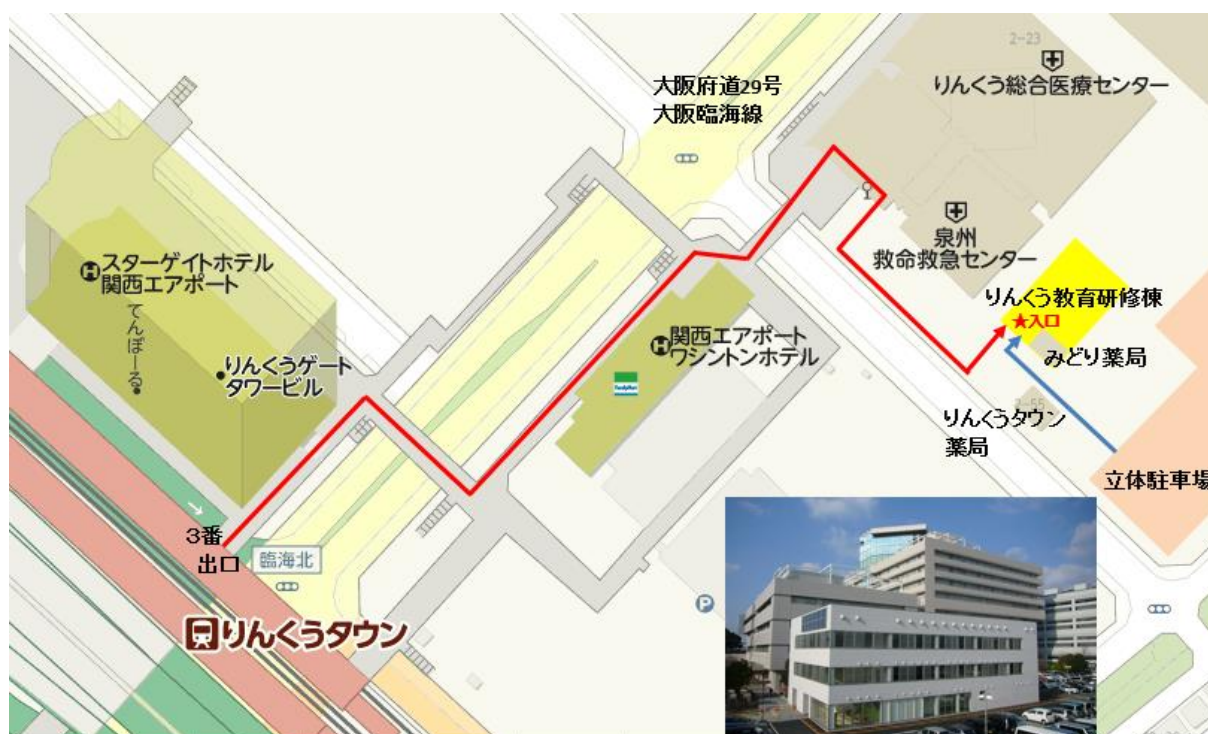 2-23
りんくう総合医療センター
大阪府道29号
大阪臨海線
泉州
救命救急センター
スターゲイトホテル
関西エアポート
てんぽーる
りんくうゲート
タワービル
りんくう教育研修棟
★入口
みどり薬局
関西エアポート
ワシントンホテル
FamilyMart
2-55
りんくうタウン
薬局
立体駐車場
3番
出口
臨海北
りんくうタウン